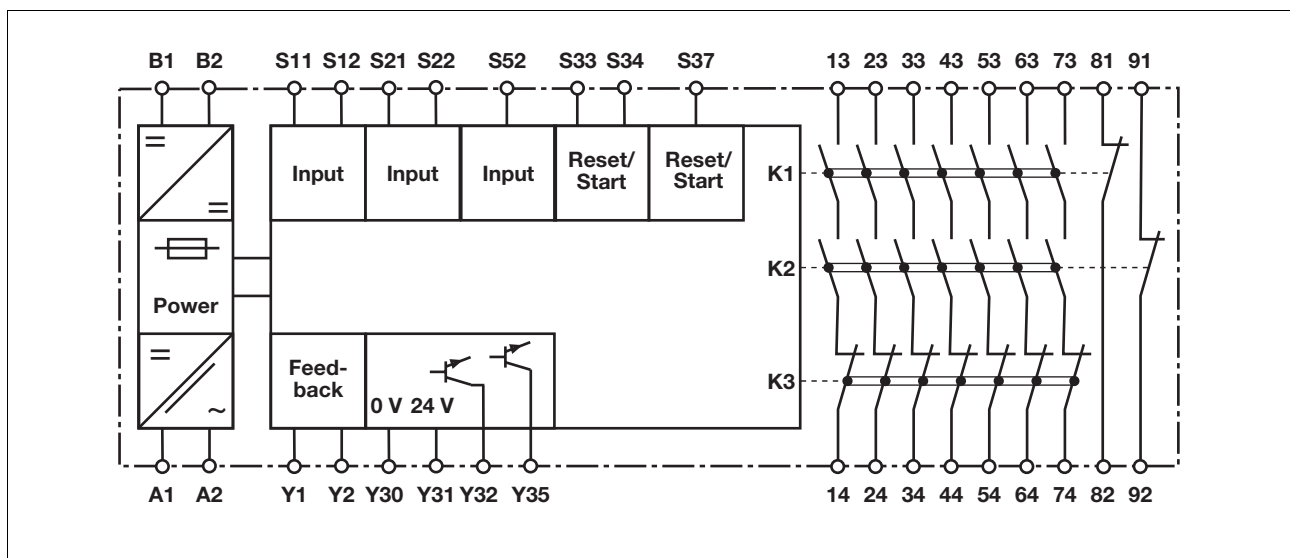 B1 B2 S11 S12 S21 S22 S52 S33 S34 S37 13 23 33 43 53 63 73 81 91
Input Input Input Reset/ Start Reset/ Start
K1
K2
Power
Feed-
back
K3
0 V 24 V
A1 A2 Y1 Y2 Y30 Y31 Y32 Y35 14 24 34 44 54 64 74 82 92